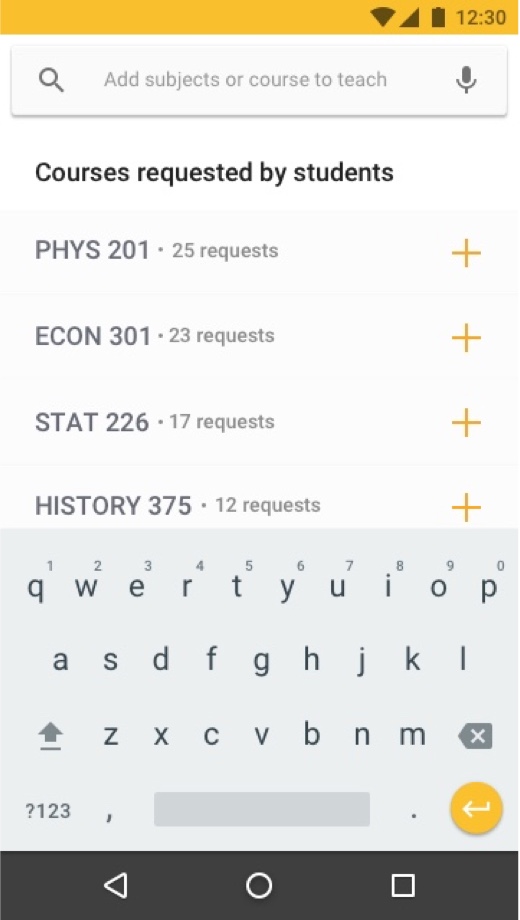 12:30
Add subjects or course to teach
Courses requested by students
PHYS 201 • 25 requests
ECON 301 • 23 requests
STAT 226 • 17 requests
HISTORY 375 • 12 requests
1 2 3 4 5 6 7 8 9 0
q w e r t y u i o p
a s d f g h j k l
z x c v b n m
?123 , .